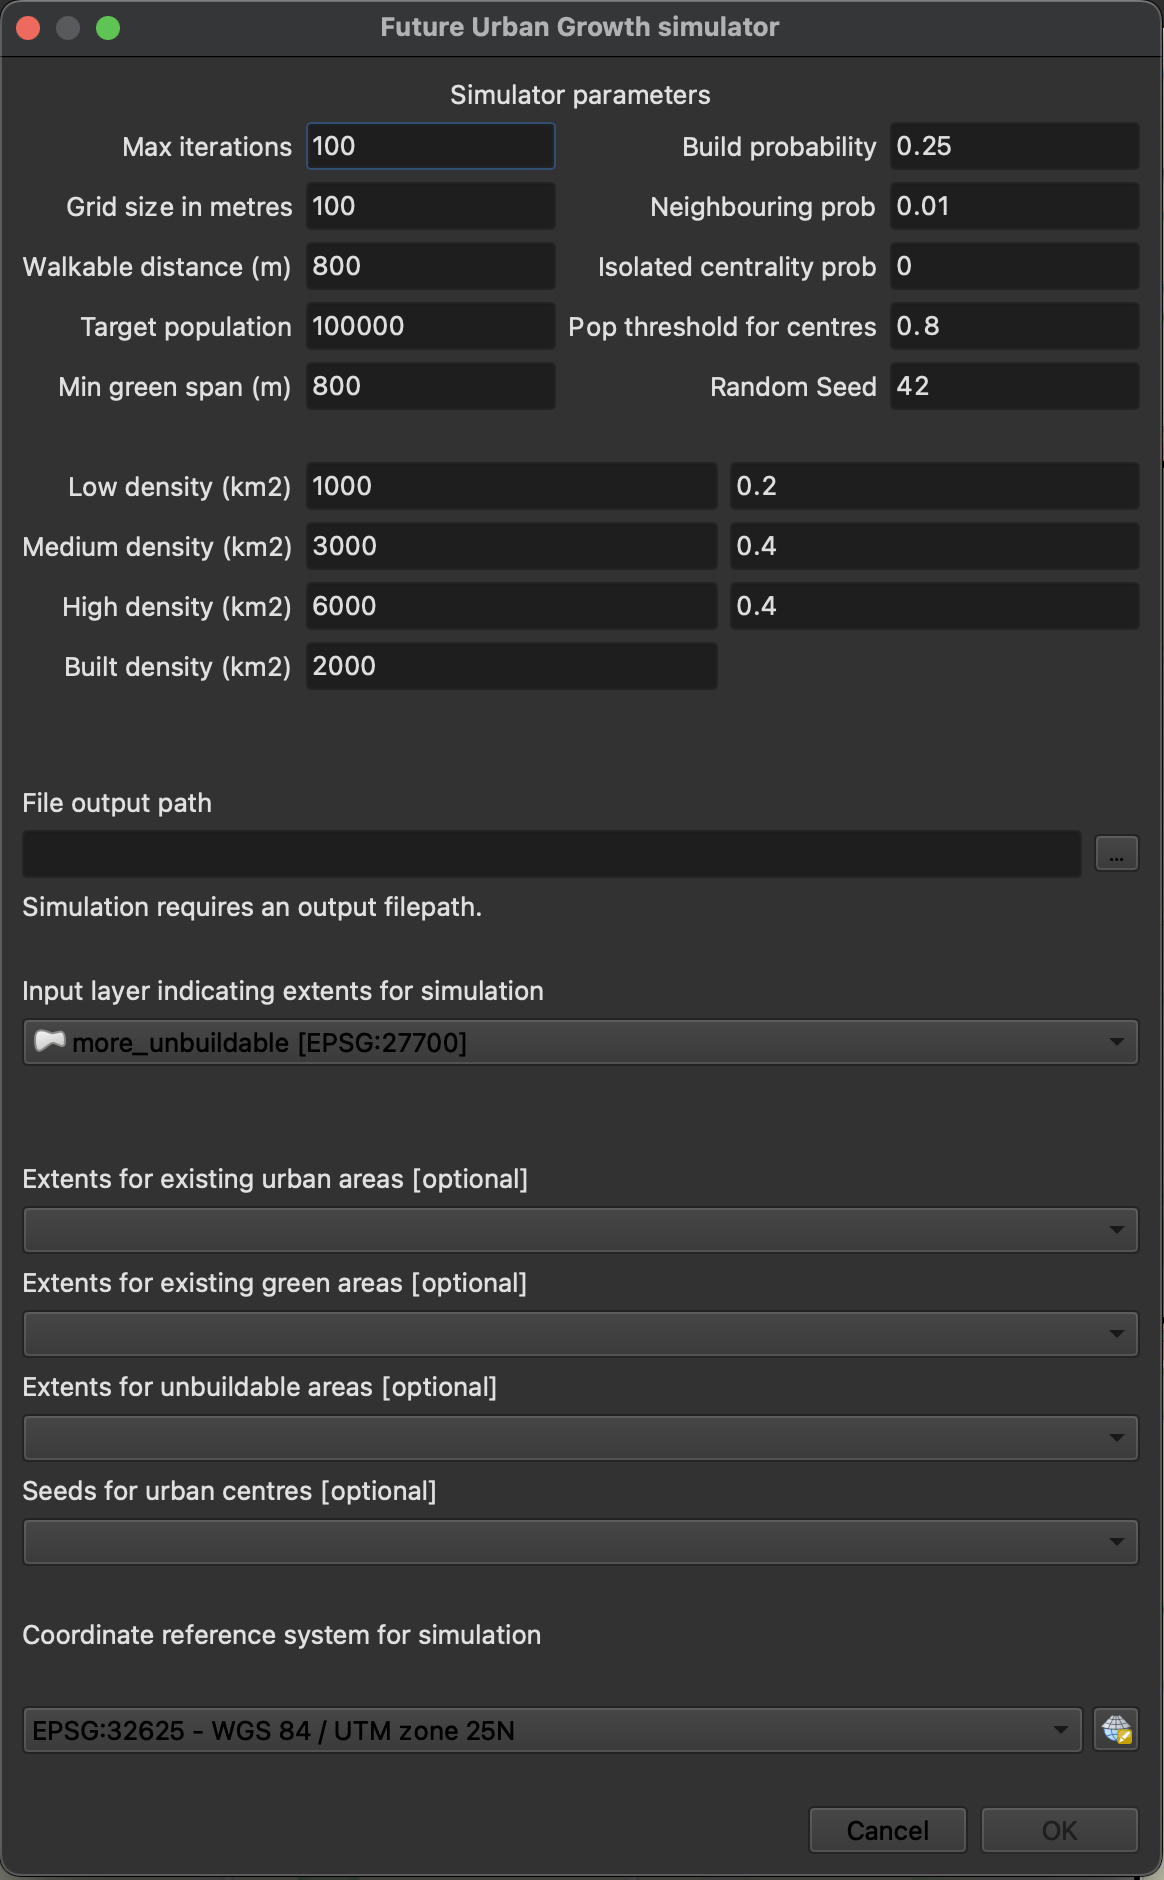 Future Urban Growth simulator
Simulator parameters
Max iterations 100 Build probability 0.25
Grid size in metres 100 Neighbouring prob 0.01
Walkable distance (m) 800 Isolated centrality prob 0
Target population 100000 Pop threshold for centres 0.8
Min green span (m) 800 Random Seed 42
Low density (km2) 1000 0.2
Medium density (km2) 3000 0.4
High density (km2) 6000 0.4
Built density (km2) 2000
File output path
...
Simulation requires an output filepath.
Input layer indicating extents for simulation
more_unbuildable [EPSG:27700]
Extents for existing urban areas [optional]
Extents for existing green areas [optional]
Extents for unbuildable areas [optional]
Seeds for urban centres [optional]
Coordinate reference system for simulation
EPSG:32625 - WGS 84 / UTM zone 25N
Cancel OK